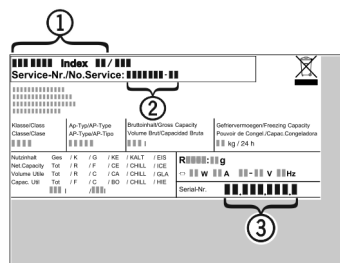 1
Index /
Service-Nr./No.Service: -
2
Klasse/Class
Classe/Clase
Ap-Typ/AP-Type
AP-Type/AP-Tipo
Bruttoinhalt/Gross Capacity
Volume Brut/Capacidad Brute
l
Gefriervermoegen/Freezing Capacity
Pouvoir de Congel./Capac.Congeladora
kg / 24 h
Nutzinhalt Ges / K / G / KE / KALT / EIS
Net.Capacity Tot / R / F / CE / CHILL / ICE
Volume Utile Tot / R / C / CA / CHILL / GLA
Capac. Util Tot / F / C / BO / CHILL / HIE
l / l
R : g
W A - V Hz
Serial-Nr. . . .
3